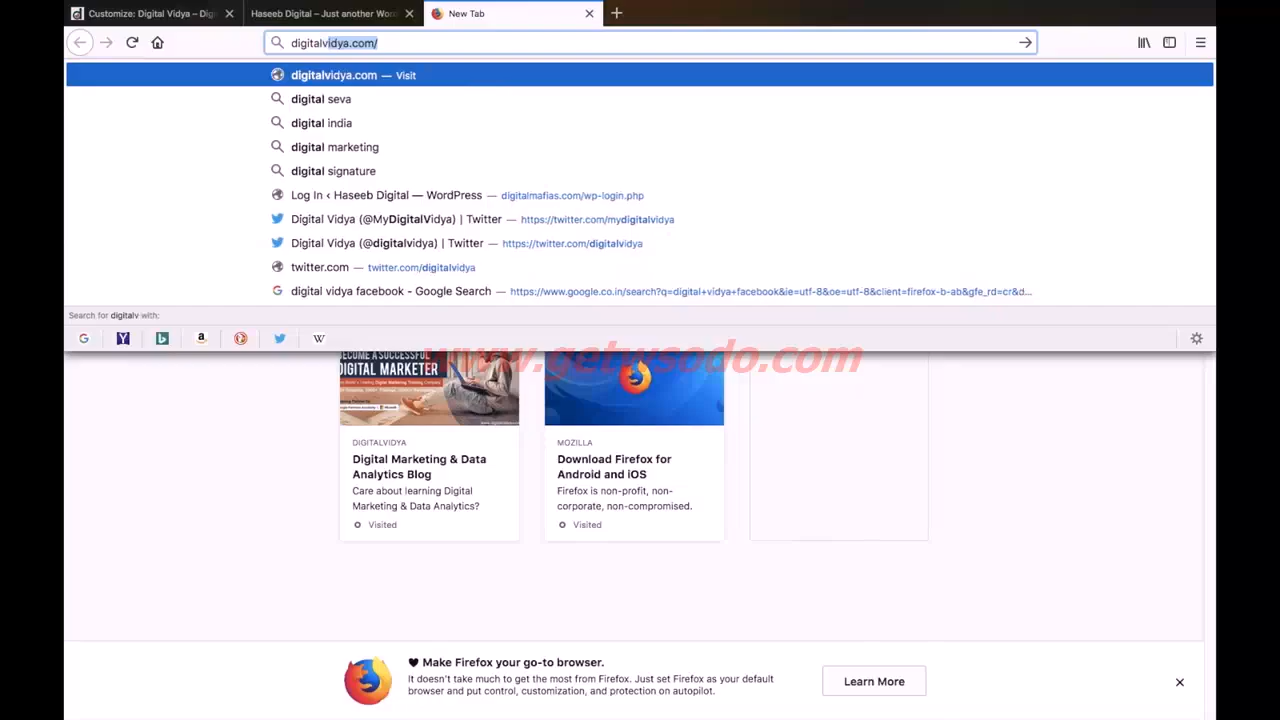 Customize: Digital Vidya – Digi
Haseeb Digital – Just another Wor
New Tab
digitalvidya.com/
digitalvidya.com — Visit
digital seva
digital india
digital marketing
digital signature
Log In ‹ Haseeb Digital — WordPress — digitalmafias.com/wp-login.php
Digital Vidya (@MyDigitalVidya) | Twitter — https://twitter.com/mydigitalvidya
Digital Vidya (@digitalvidya) | Twitter — https://twitter.com/digitalvidya
twitter.com — twitter.com/digitalvidya
digital vidya facebook - Google Search — https://www.google.co.in/search?q=digital+vidya+facebook&ie=utf-8&oe=utf-8&client=firefox-b-ab&gfe_rd=cr&d...
Search for digitalv with:
www.getwsodo.com
BECOME A SUCCESSFUL
DIGITAL MARKETER
DIGITALVIDYA
Digital Marketing & Data
Analytics Blog
Care about learning Digital
Marketing & Data Analytics?
Visited
MOZILLA
Download Firefox for
Android and iOS
Firefox is non-profit, non-
corporate, non-compromised.
Visited
Make Firefox your go-to browser.
It doesn't take much to get the most from Firefox. Just set Firefox as your default
browser and put control, customization, and protection on autopilot.
Learn More